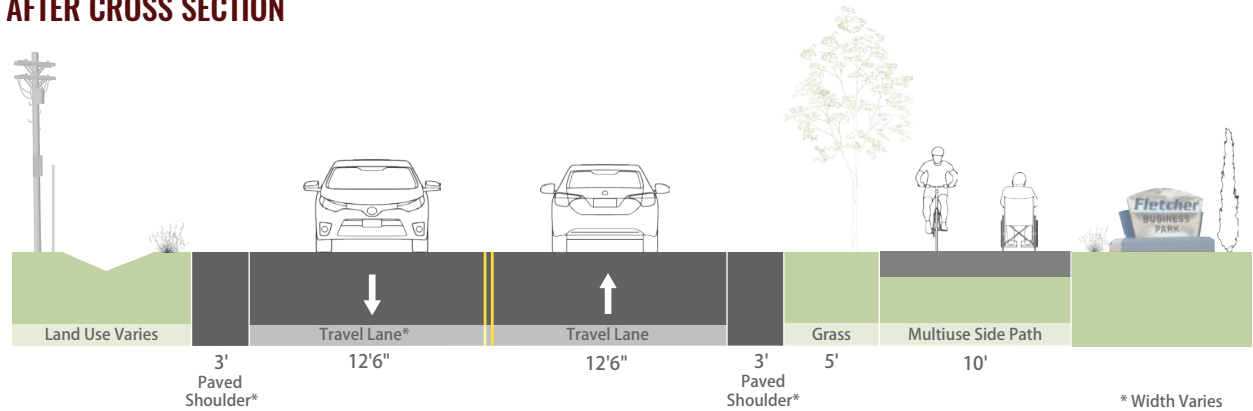 AFTER CROSS SECTION
Fletcher
BUSINESS
PARK
Land Use Varies
Travel Lane*
Travel Lane
Grass
Multiuse Side Path
3'
Paved
Shoulder*
12'6"
12'6"
3'
Paved
Shoulder*
5'
10'
* Width Varies